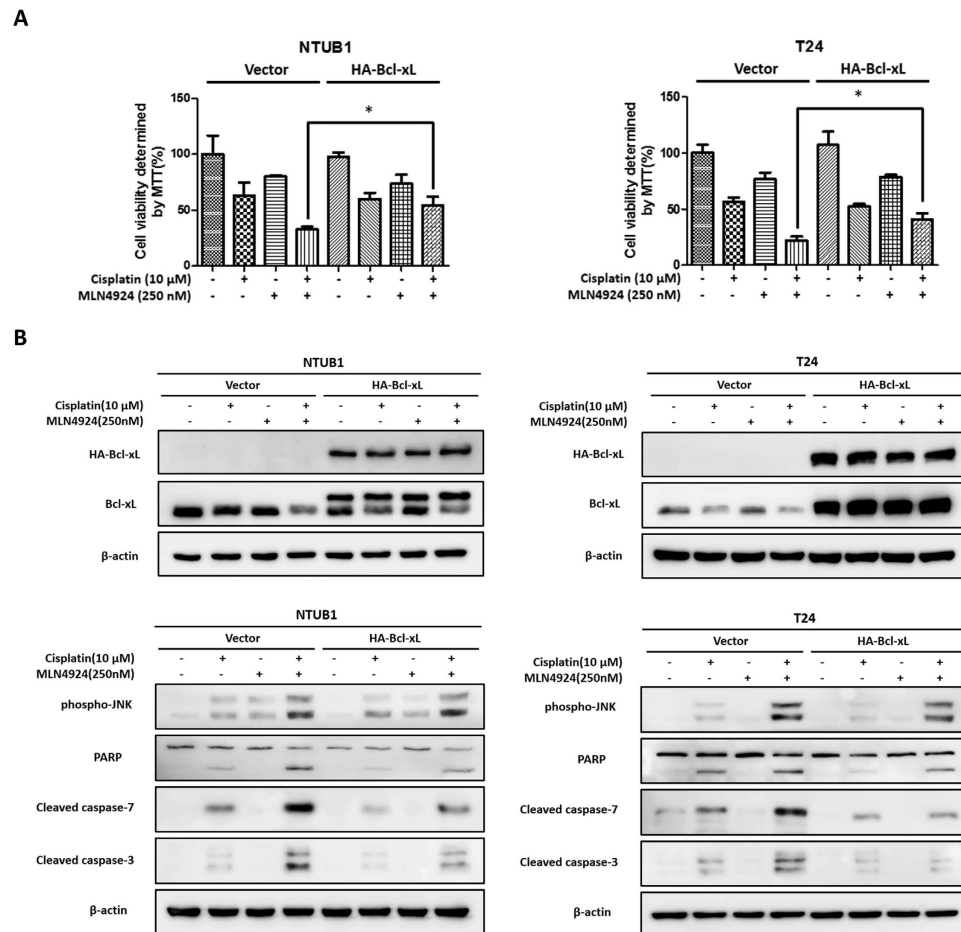 A
NTUB1
Vector HA-Bcl-xL
*
Cell viability determined
by MTT(%)
150
100
50
0
Cisplatin (10 µM) - + - + - + - +
MLN4924 (250 nM) - - + + - - + +
T24
Vector HA-Bcl-xL
*
Cell viability determined
by MTT(%)
150
100
50
0
Cisplatin (10 µM) - + - + - + - +
MLN4924 (250 nM) - - + + - - + +
B
NTUB1
Vector HA-Bcl-xL
Cisplatin(10 µM) - + - + - + - +
MLN4924(250nM) - - + + - - + +
HA-Bcl-xL
Bcl-xL
β-actin
T24
Vector HA-Bcl-xL
Cisplatin(10 µM) - + - + - + - +
MLN4924(250nM) - - + + - - + +
HA-Bcl-xL
Bcl-xL
β-actin
NTUB1
Vector HA-Bcl-xL
Cisplatin(10 µM) - + - + - + - +
MLN4924(250nM) - - + + - - + +
phospho-JNK
PARP
Cleaved caspase-7
Cleaved caspase-3
β-actin
T24
Vector HA-Bcl-xL
Cisplatin(10 µM) - + - + - + - +
MLN4924(250nM) - - + + - - + +
phospho-JNK
PARP
Cleaved caspase-7
Cleaved caspase-3
β-actin